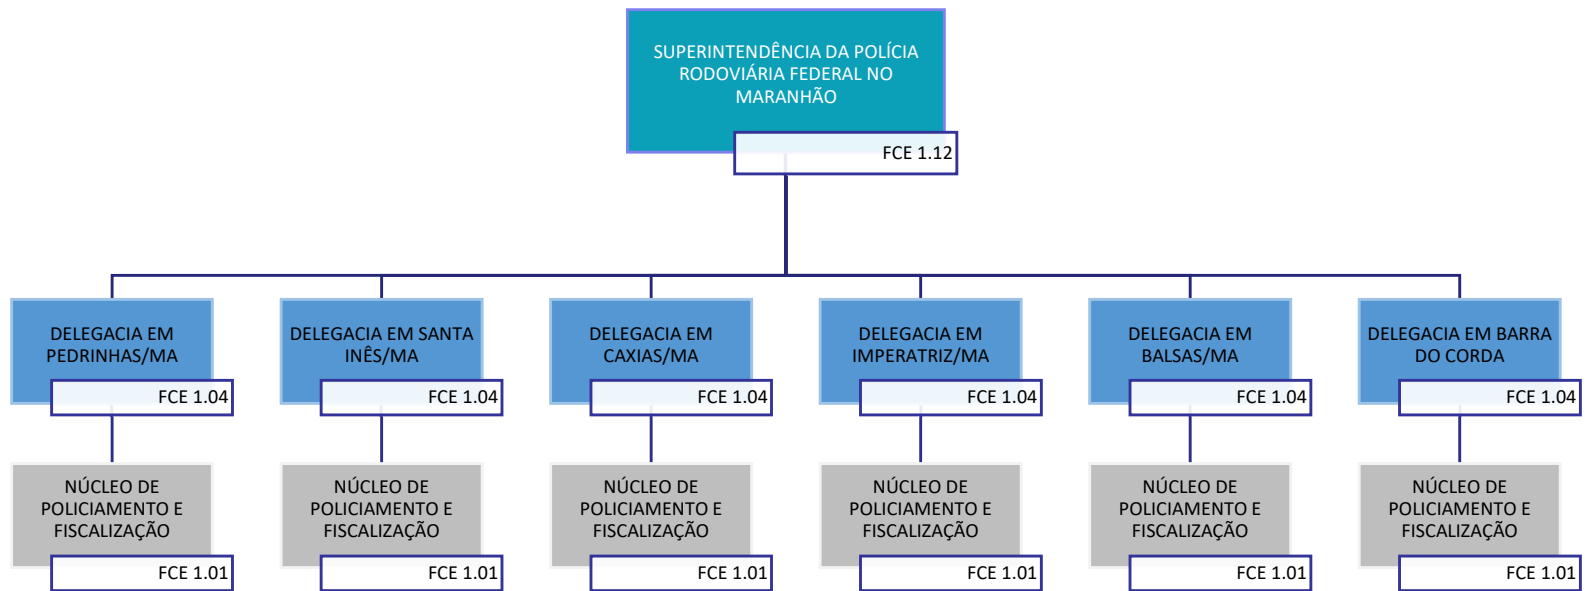 SUPERINTENDÊNCIA DA POLÍCIA
RODOVIÁRIA FEDERAL NO
MARANHÃO
FCE 1.12
DELEGACIA EM
PEDRINHAS/MA
FCE 1.04
DELEGACIA EM SANTA
INÊS/MA
FCE 1.04
DELEGACIA EM
CAXIAS/MA
FCE 1.04
DELEGACIA EM
IMPERATRIZ/MA
FCE 1.04
DELEGACIA EM
BALSAS/MA
FCE 1.04
DELEGACIA EM BARRA
DO CORDA
FCE 1.04
NÚCLEO DE
POLICIAMENTO E
FISCALIZAÇÃO
FCE 1.01
NÚCLEO DE
POLICIAMENTO E
FISCALIZAÇÃO
FCE 1.01
NÚCLEO DE
POLICIAMENTO E
FISCALIZAÇÃO
FCE 1.01
NÚCLEO DE
POLICIAMENTO E
FISCALIZAÇÃO
FCE 1.01
NÚCLEO DE
POLICIAMENTO E
FISCALIZAÇÃO
FCE 1.01
NÚCLEO DE
POLICIAMENTO E
FISCALIZAÇÃO
FCE 1.01